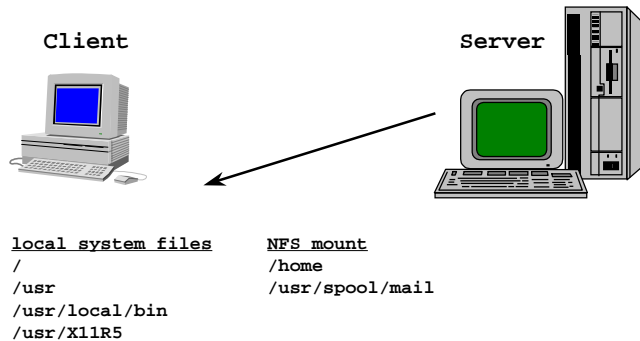 Client
Server
local system files
/
/usr
/usr/local/bin
/usr/X11R5
NFS mount
/home
/usr/spool/mail